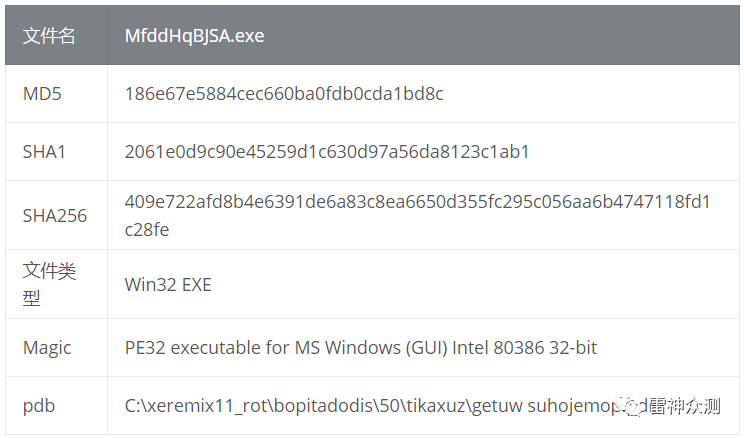 文件名 MfddHqBJSA.exe
MD5 186e67e5884cec660ba0fdb0cda1bd8c
SHA1 2061e0d9c90e45259d1c630d97a56da8123c1ab1
SHA256 409e722afd8b4e6391de6a83c8ea6650d355fc295c056aa6b4747118fd1
c28fe
文件类
型 Win32 EXE
Magic PE32 executable for MS Windows (GUI) Intel 80386 32-bit
pdb C:\xeremix11_rot\bopitadodis\50\tikaxuz\getuw suhojemop
雷神众测